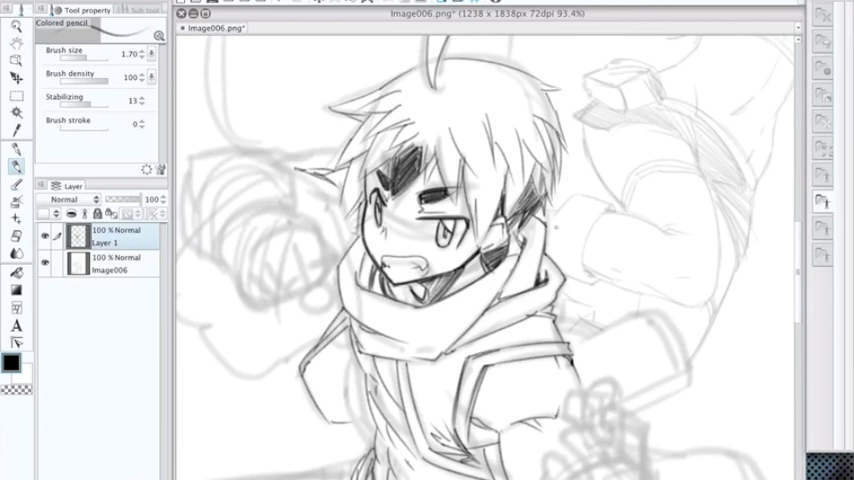 Image006.png* (1238 x 1838px 72dpi 93.4%)
Image006.png*
Tool property
Sub tool
Colored pencil
Brush size
1.70
Brush density
100
Stabilizing
13
Brush stroke
0
Layer
Normal
100
100 % Normal
Layer 1
100 % Normal
Image006
A